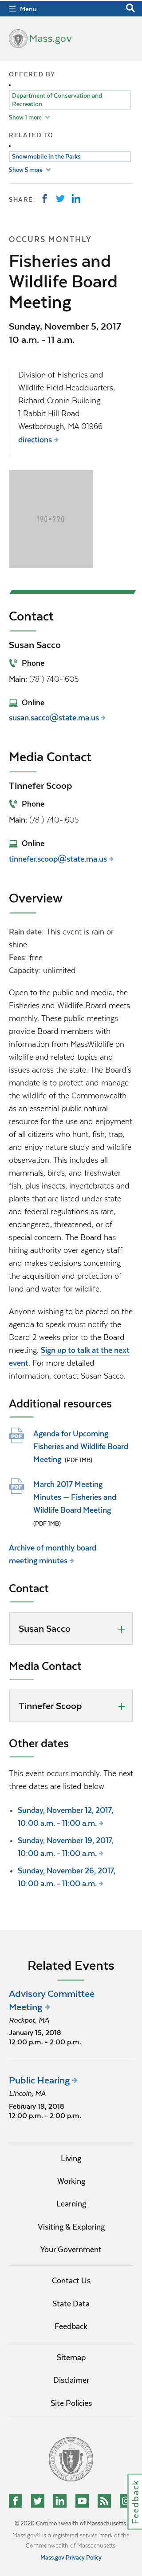 Menu
Mass.gov
OFFERED BY
Department of Conservation and
Recreation
Show 1 more
RELATED TO
Snowmobile in the Parks
Show 5 more
SHARE:
OCCURS MONTHLY
Fisheries and
Wildlife Board
Meeting
Sunday, November 5, 2017
10 a.m. - 11 a.m.
Division of Fisheries and
Wildlife Field Headquarters,
Richard Cronin Building
1 Rabbit Hill Road
Westborough, MA 01966
directions
190×220
Contact
Susan Sacco
Phone
Main: (781) 740-1605
Online
susan.sacco@state.ma.us
Media Contact
Tinnefer Scoop
Phone
Main: (781) 740-1605
Online
tinnefer.scoop@state.ma.us
Overview
Rain date: This event is rain or
shine
Fees: free
Capacity: unlimited
Open to the public and the media, the
Fisheries and Wildlife Board meets
monthly. These public meetings
provide Board members with
information from MassWildlife on
wildlife and related topics and
issues across the state. The Board's
mandate is to protect and manage
the wildlife of the Commonwealth
as an essential public natural
resource for the use and enjoyment
of all citizens who hunt, fish, trap,
and enjoy nature and wildlife in
other ways. This includes all
mammals, birds, and freshwater
fish, plus insects, invertebrates and
plants that are listed under state
and federal regulations as rare,
endangered, threatened, or of
special concern. The Board has
hiring authority over agency staff
and makes decisions concerning
the acquisition and protection of
land and water for wildlife.
Anyone wishing to be placed on the
agenda to speak must notify the
Board 2 weeks prior to the Board
meeting. Sign up to talk at the next
event. For more detailed
information, contact Susan Sacco.
Additional resources
PDF
Agenda for Upcoming
Fisheries and Wildlife Board
Meeting (PDF 1MB)
PDF
March 2017 Meeting
Minutes — Fisheries and
Wildlife Board Meeting
(PDF 1MB)
Archive of monthly board
meeting minutes
Contact
Susan Sacco
Media Contact
Tinnefer Scoop
Other dates
This event occurs monthly. The next
three dates are listed below
Sunday, November 12, 2017,
10:00 a.m. - 11:00 a.m.
Sunday, November 19, 2017,
10:00 a.m. - 11:00 a.m.
Sunday, November 26, 2017,
10:00 a.m. - 11:00 a.m.
Related Events
Advisory Committee
Meeting
Rockpot, MA
January 15, 2018
12:00 p.m. - 2:00 p.m.
Public Hearing
Lincoln, MA
February 19, 2018
12:00 p.m. - 2:00 p.m.
Living
Working
Learning
Visiting & Exploring
Your Government
Contact Us
State Data
Feedback
Sitemap
Disclaimer
Site Policies
Feedback
© 2020 Commonwealth of Massachusetts.
Mass.gov® is a registered service mark of the
Commonwealth of Massachusetts.
Mass.gov Privacy Policy